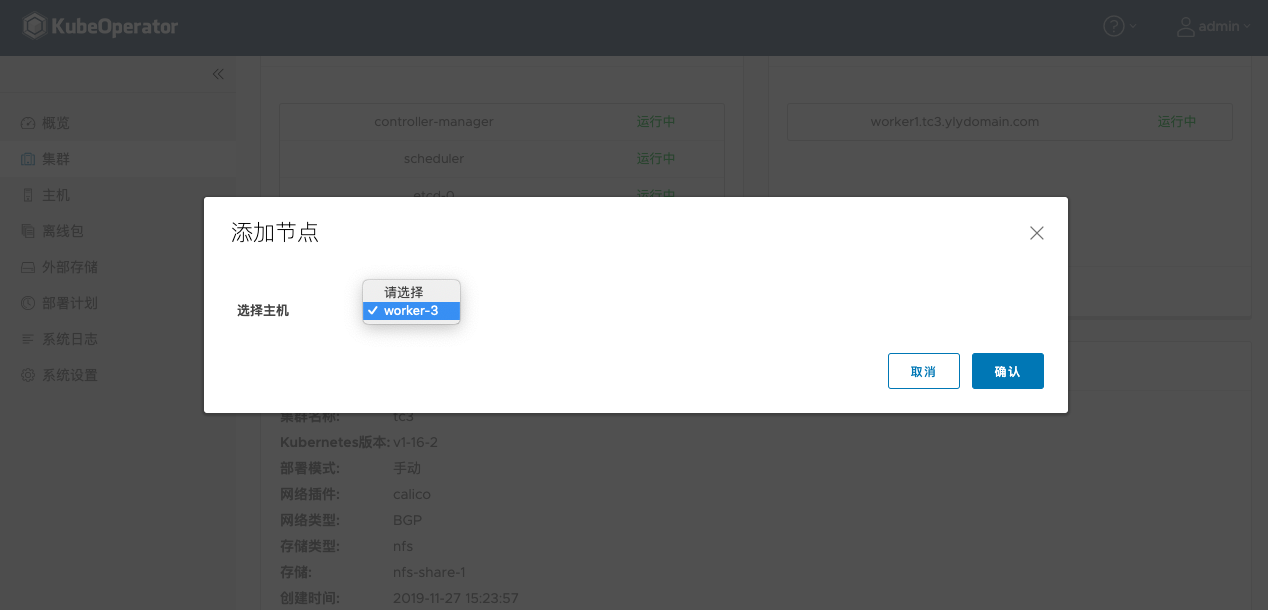 KubeOperator
admin
概览
集群
主机
离线包
外部存储
部署计划
系统日志
系统设置
controller-manager 运行中
scheduler 运行中
etcd-0 运行中
worker1.tc3.ylydomain.com 运行中
添加节点
选择主机
请选择
worker-3
取消 确认
集群名称: tc3
Kubernetes版本: v1-16-2
部署模式: 手动
网络插件: calico
网络类型: BGP
存储类型: nfs
存储: nfs-share-1
创建时间: 2019-11-27 15:23:57